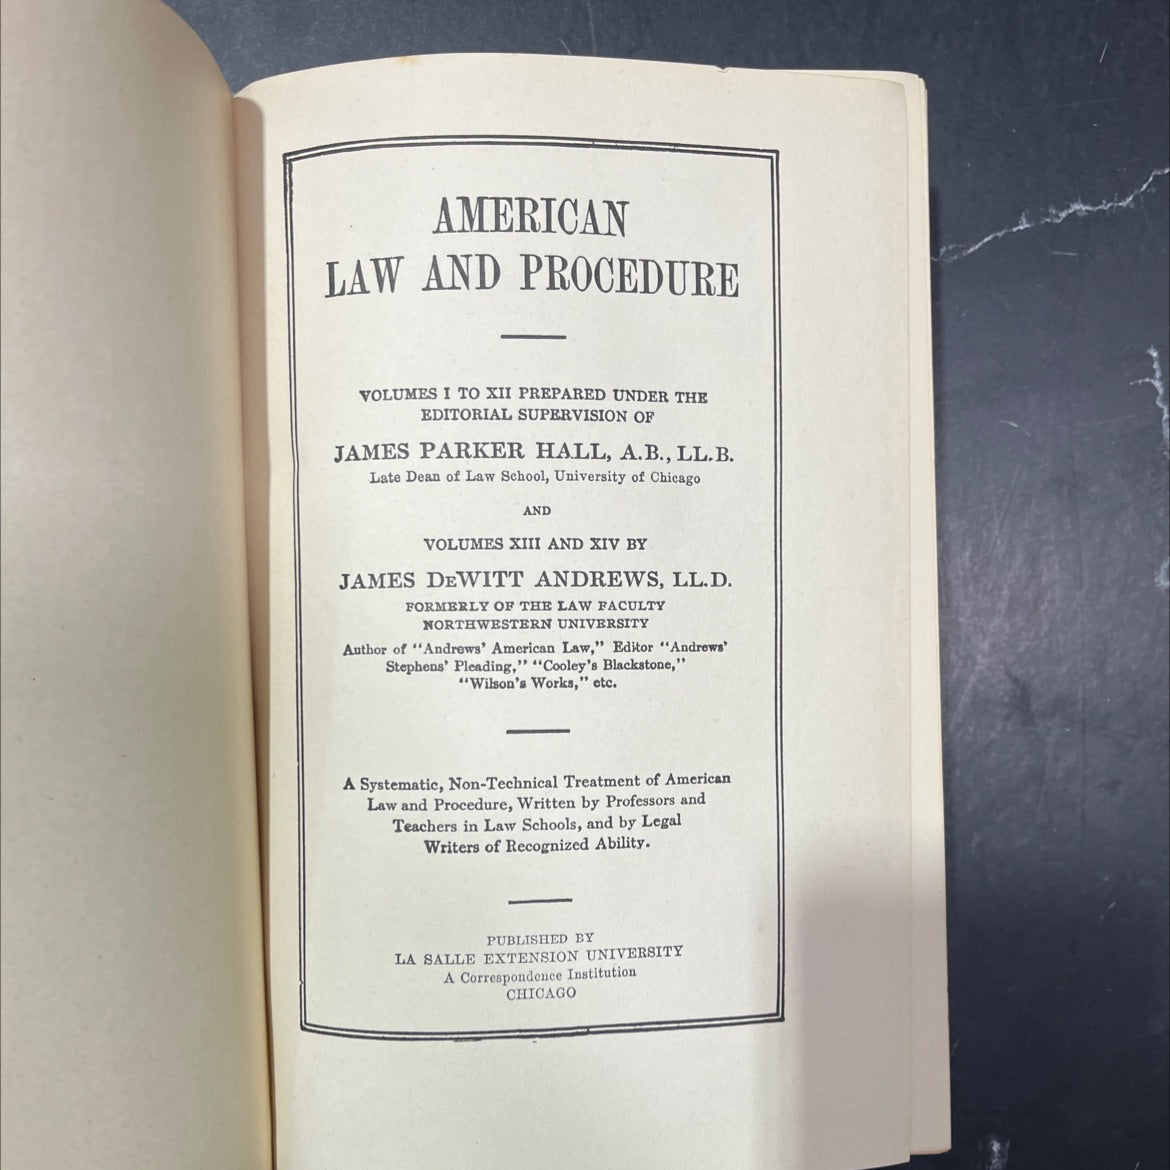 AMERICAN
LAW AND PROCEDURE
VOLUMES I TO XII PREPARED UNDER THE
EDITORIAL SUPERVISION OF
JAMES PARKER HALL, A.B., LL.B.
Late Dean of Law School, University of Chicago
AND
VOLUMES XIII AND XIV BY
JAMES DeWITT ANDREWS, LL.D.
FORMERLY OF THE LAW FACULTY
NORTHWESTERN UNIVERSITY
Author of “Andrews’ American Law,” Editor “Andrews’
Stephens’ Pleading,” “Cooley’s Blackstone,”
“Wilson’s Works,” etc.
A Systematic, Non-Technical Treatment of American
Law and Procedure, Written by Professors and
Teachers in Law Schools, and by Legal
Writers of Recognized Ability.
PUBLISHED BY
LA SALLE EXTENSION UNIVERSITY
A Correspondence Institution
CHICAGO